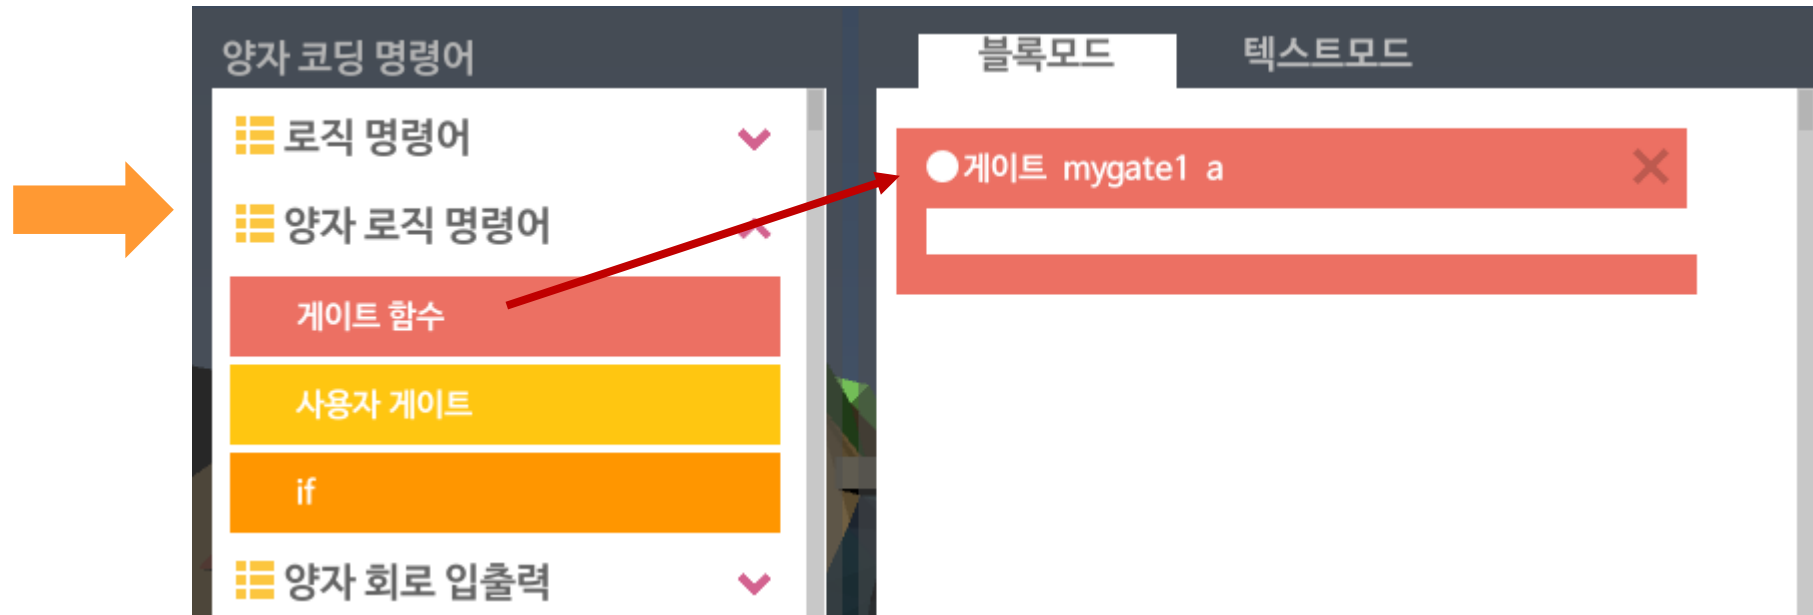 양자 코딩 명령어
로직 명령어
양자 로직 명령어
게이트 함수
사용자 게이트
if
양자 회로 입출력
블록모드 텍스트모드
게이트 mygate1 a